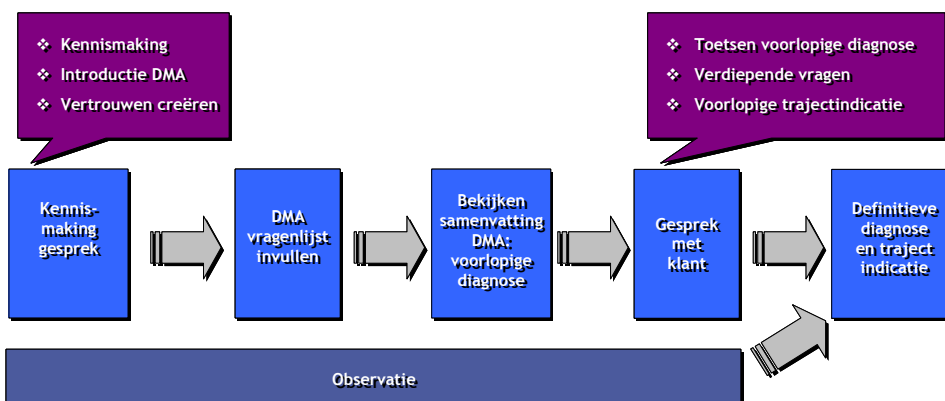 ❖ Kennismaking
❖ Introductie DMA
❖ Vertrouwen creëren
❖ Toetsen voorlopige diagnose
❖ Verdiepende vragen
❖ Voorlopige trajectindicatie
Kennis-
making
gesprek
DMA
vragenlijst
invullen
Bekijken
samenvatting
DMA:
voorlopige
diagnose
Gesprek
met
klant
Definitieve
diagnose
en traject
indicatie
Observatie